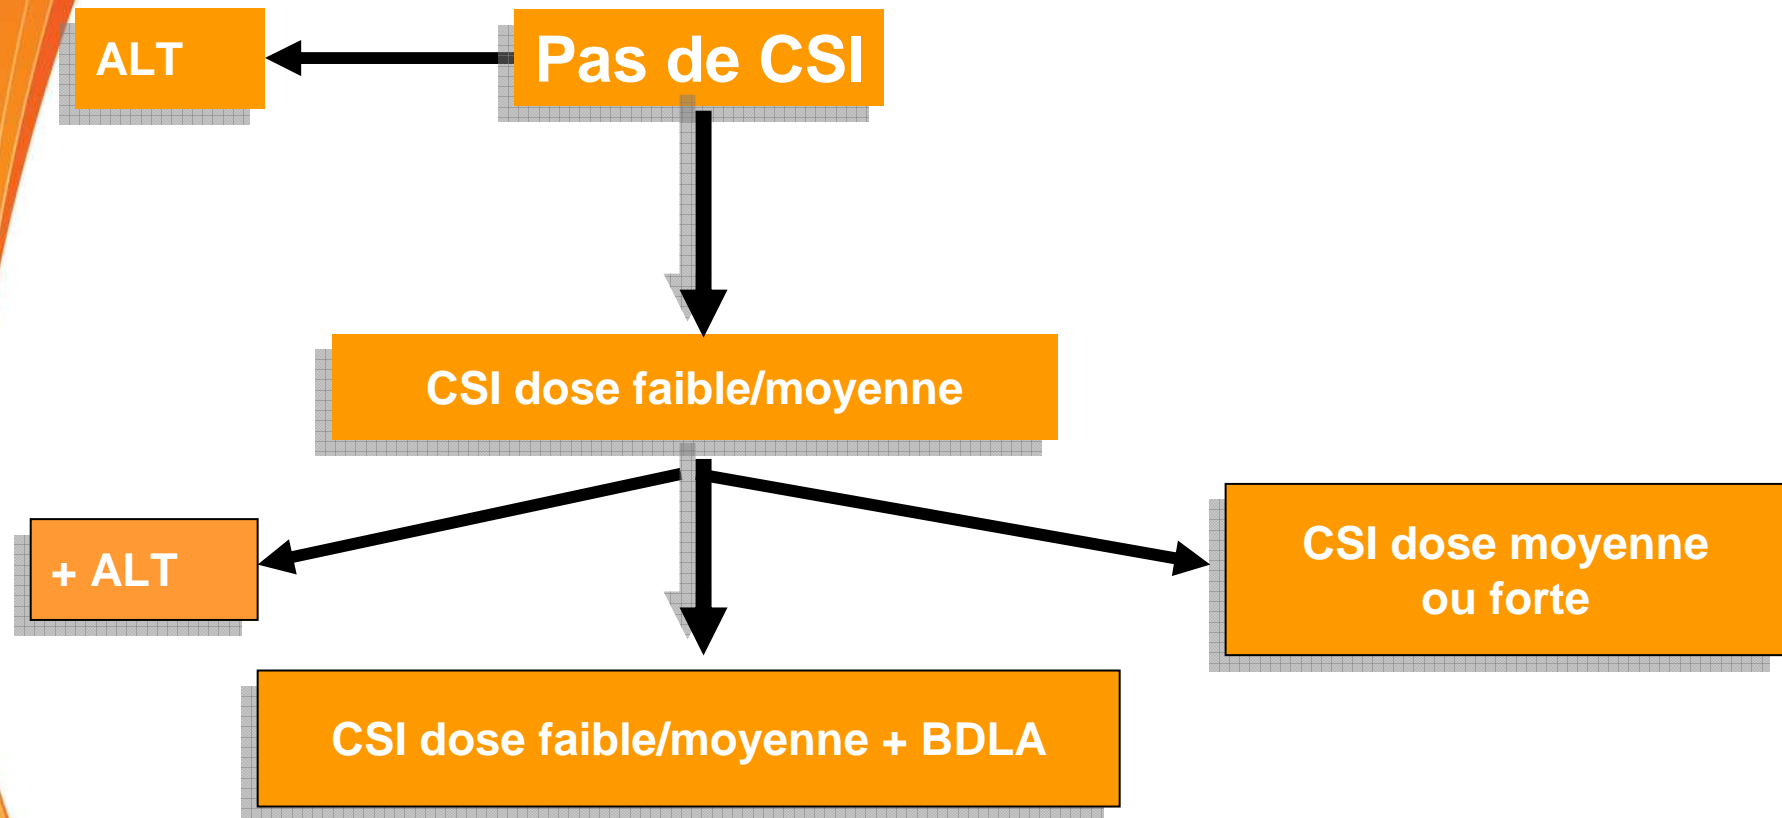 ALT
Pas de CSI
CSI dose faible/moyenne
+ ALT
CSI dose moyenne
ou forte
CSI dose faible/moyenne + BDLA